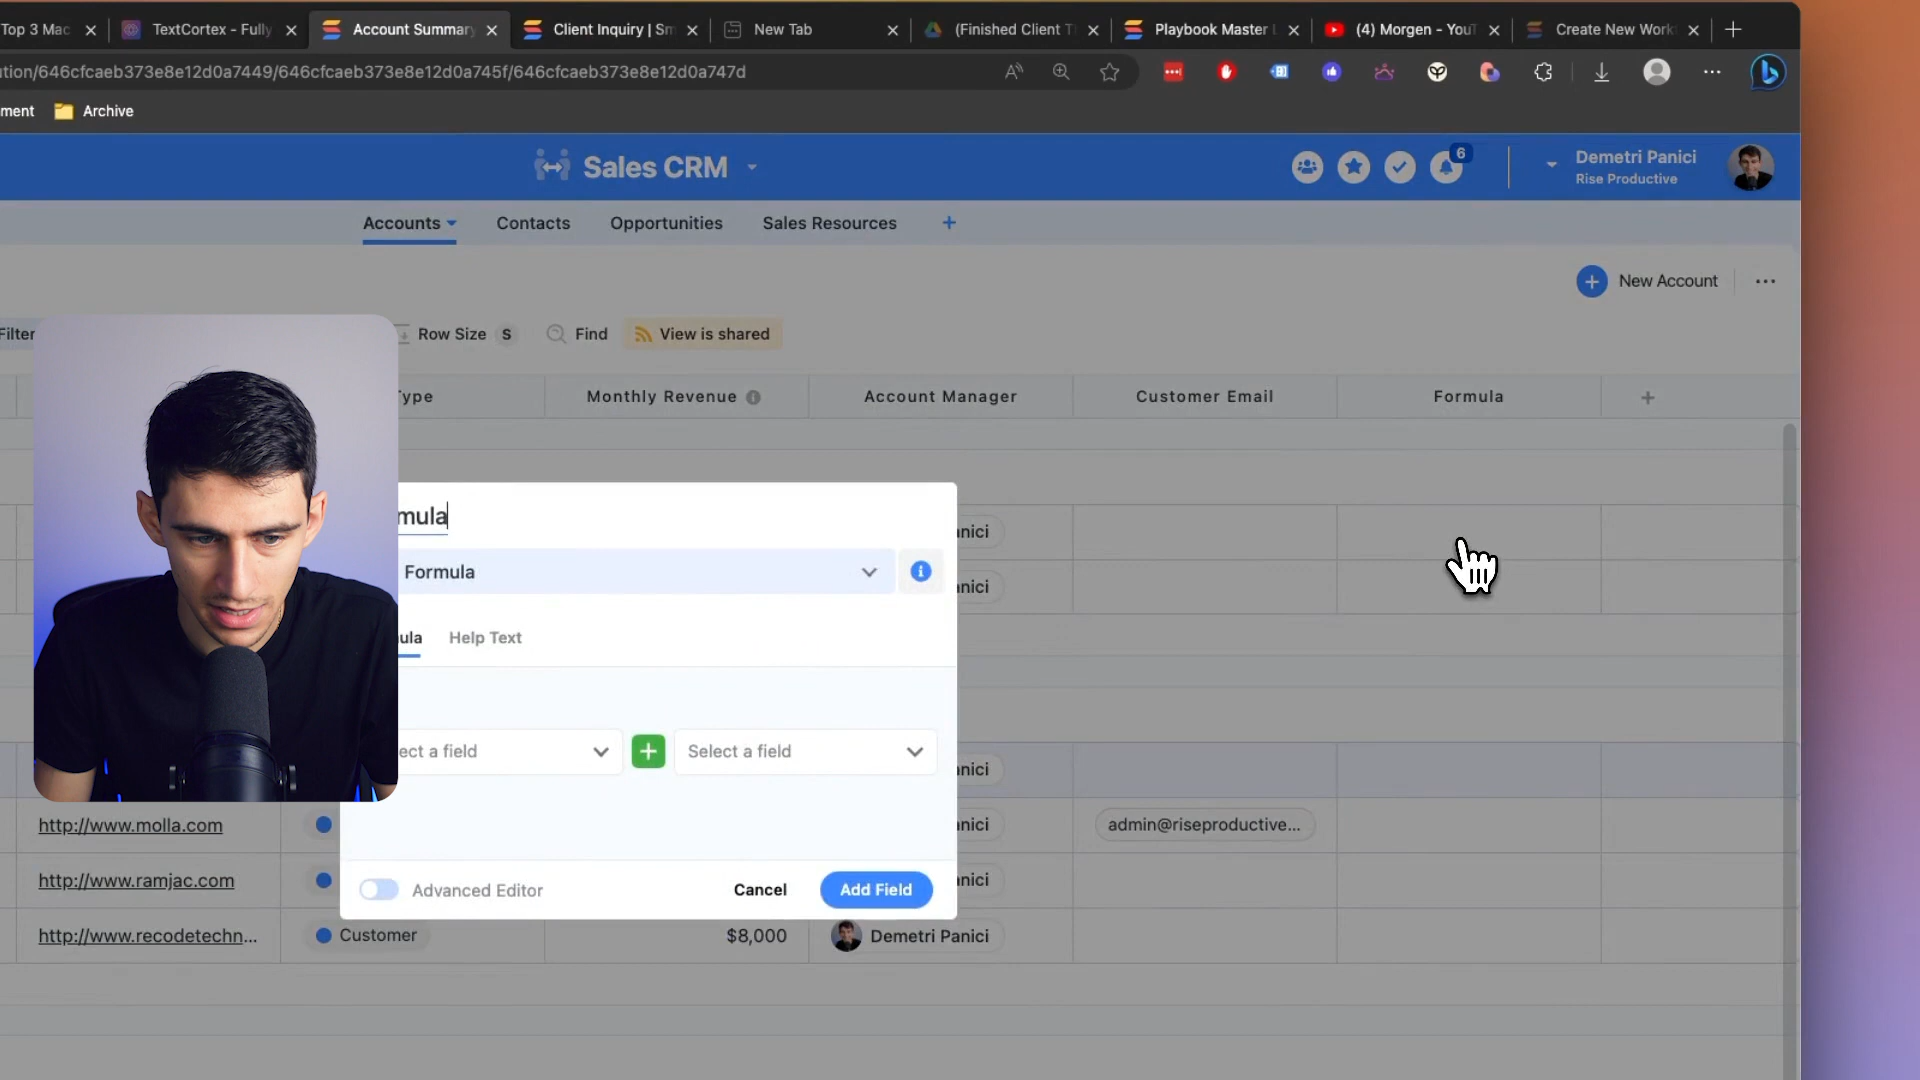 Top 3 Mac
TextCortex - Fully
Account Summary
Client Inquiry | Sm
New Tab
(Finished Client T
Playbook Master L
(4) Morgen - YouT
Create New Work
ution/646cfcaeb373e8e12d0a7449/646cfcaeb373e8e12d0a745f/646cfcaeb373e8e12d0a747d
ment
Archive
Sales CRM
6
Demetri Panici
Rise Productive
Accounts
Contacts
Opportunities
Sales Resources
New Account
Filter
Row Size S
Find
View is shared
Type
Monthly Revenue
Account Manager
Customer Email
Formula
mula
Formula
nici
nici
ula
Help Text
ect a field
Select a field
nici
http://www.molla.com
nici
admin@riseproductive...
http://www.ramjac.com
Advanced Editor
Cancel
Add Field
nici
http://www.recodetechn...
Customer
$8,000
Demetri Panici